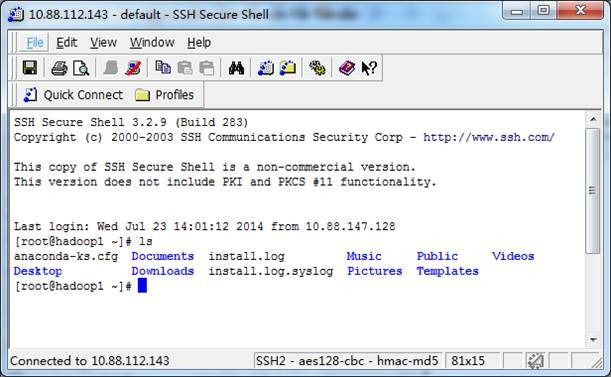 10.88.112.143 - default - SSH Secure Shell
File Edit View Window Help
Quick Connect Profiles
SSH Secure Shell 3.2.9 (Build 283)
Copyright (c) 2000-2003 SSH Communications Security Corp - http://www.ssh.com/
This copy of SSH Secure Shell is a non-commercial version.
This version does not include PKI and PKCS #11 functionality.
Last login: Wed Jul 23 14:01:12 2014 from 10.88.147.128
[root@hadoop1 ~]# ls
anaconda-ks.cfg Documents install.log Music Public Videos
Desktop Downloads install.log.syslog Pictures Templates
[root@hadoop1 ~]#
Connected to 10.88.112.143 SSH2 - aes128-cbc - hmac-md5 81x15